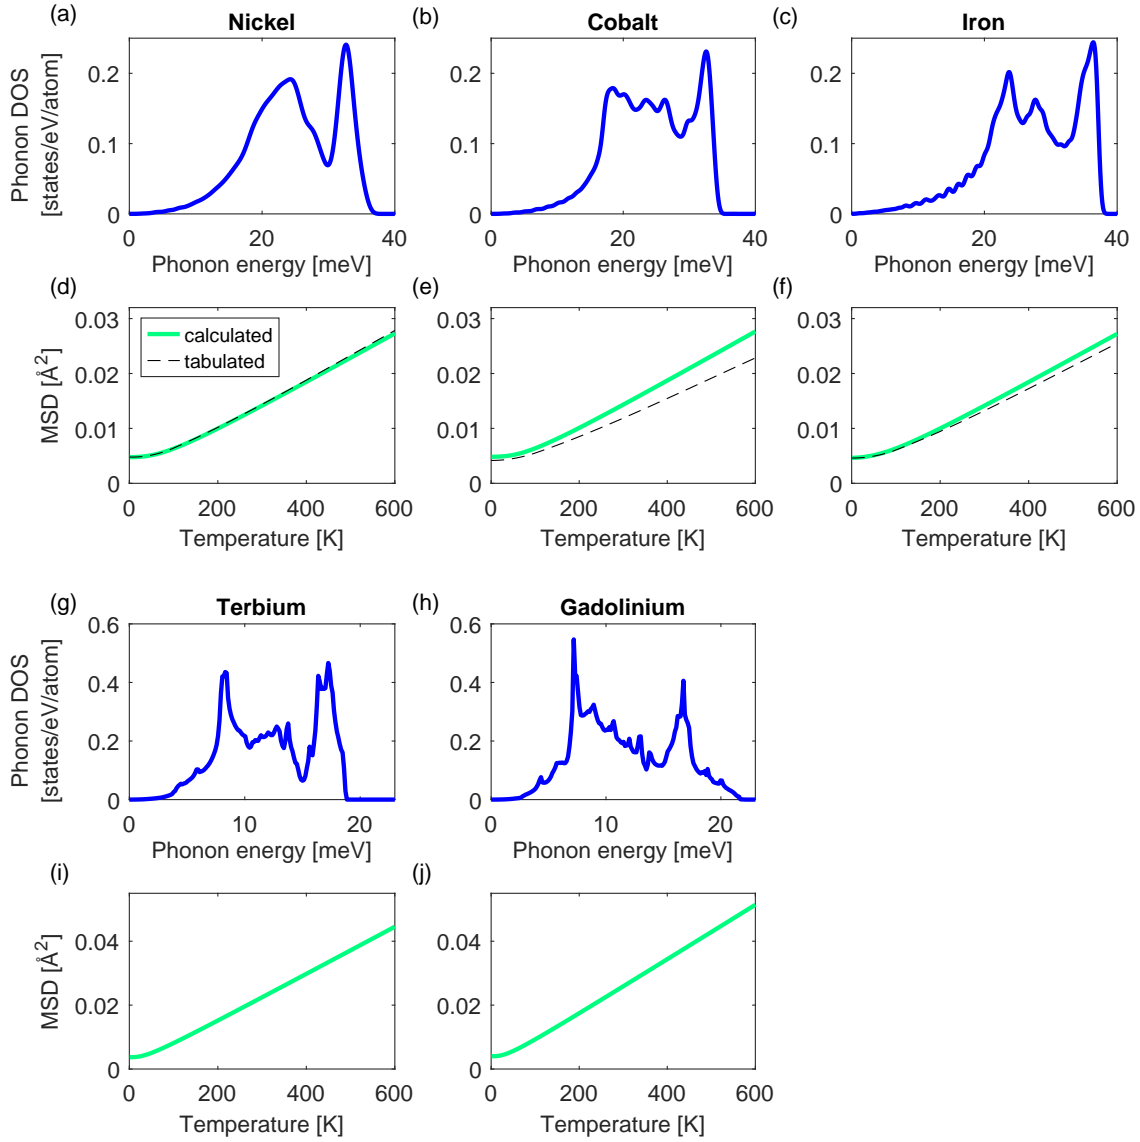 (a)
Nickel
(b)
Cobalt
(c)
Iron
Phonon DOS
[states/eV/atom]
0.2
0.1
0
0 20 40
Phonon energy [meV]
0.2
0.1
0
0 20 40
Phonon energy [meV]
0.2
0.1
0
0 20 40
Phonon energy [meV]
(d)
(e)
(f)
MSD [Å²]
0.03
0.02
0.01
0
calculated
tabulated
0 200 400 600
Temperature [K]
0.03
0.02
0.01
0
0 200 400 600
Temperature [K]
0.03
0.02
0.01
0
0 200 400 600
Temperature [K]
(g)
Terbium
(h)
Gadolinium
Phonon DOS
[states/eV/atom]
0.6
0.4
0.2
0
0 10 20
Phonon energy [meV]
0.6
0.4
0.2
0
0 10 20
Phonon energy [meV]
(i)
(j)
MSD [Å²]
0.04
0.02
0
0 200 400 600
Temperature [K]
0.04
0.02
0
0 200 400 600
Temperature [K]